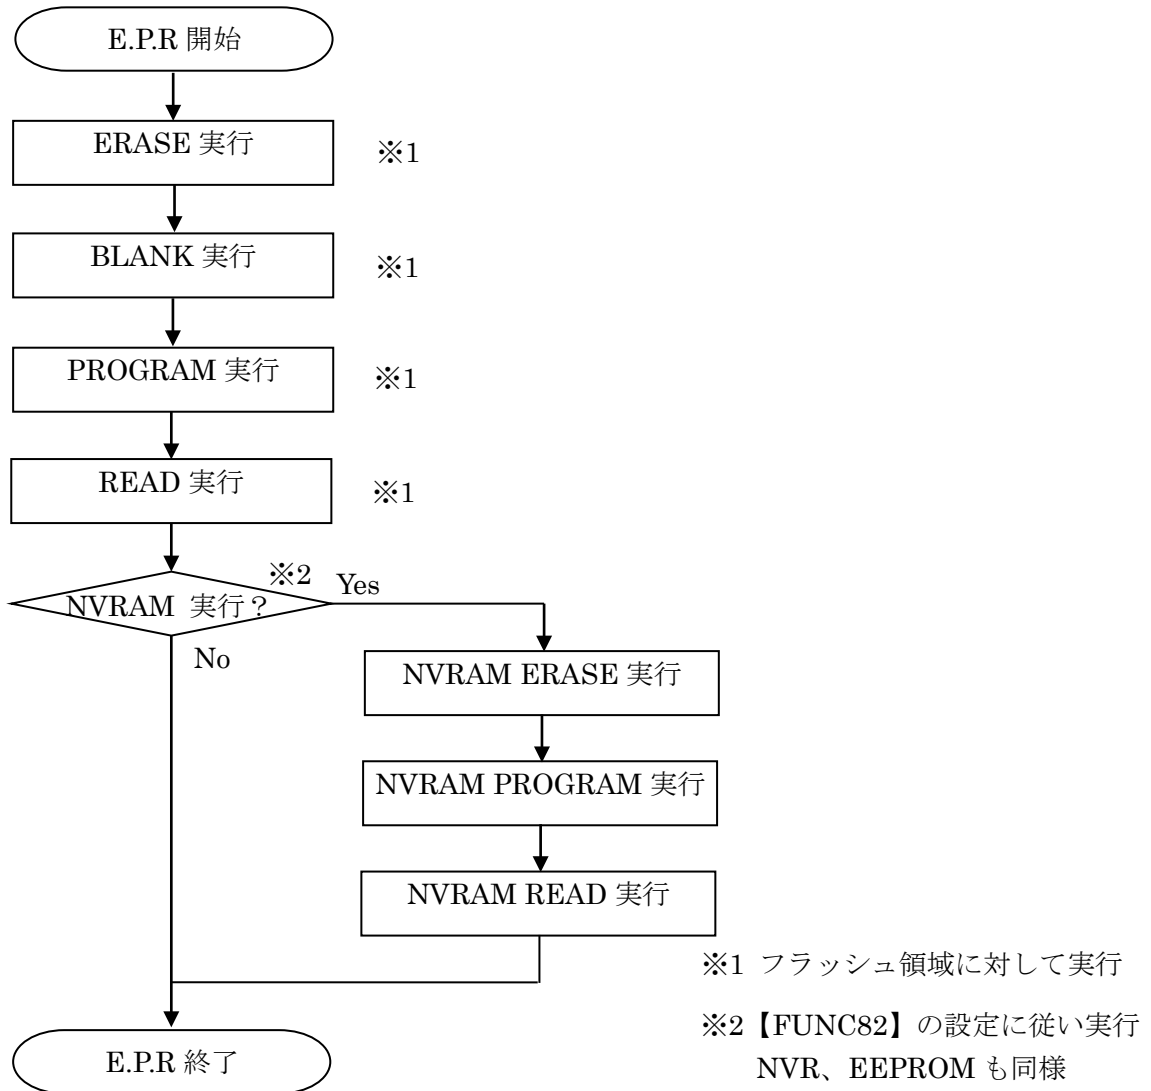 E.P.R 開始
ERASE 実行
※1
BLANK 実行
※1
PROGRAM 実行
※1
READ 実行
※1
※2
Yes
NVRAM 実行？
No
NVRAM ERASE 実行
NVRAM PROGRAM 実行
NVRAM READ 実行
※1 フラッシュ領域に対して実行
※2【FUNC82】の設定に従い実行
NVR、EEPROM も同様
E.P.R 終了